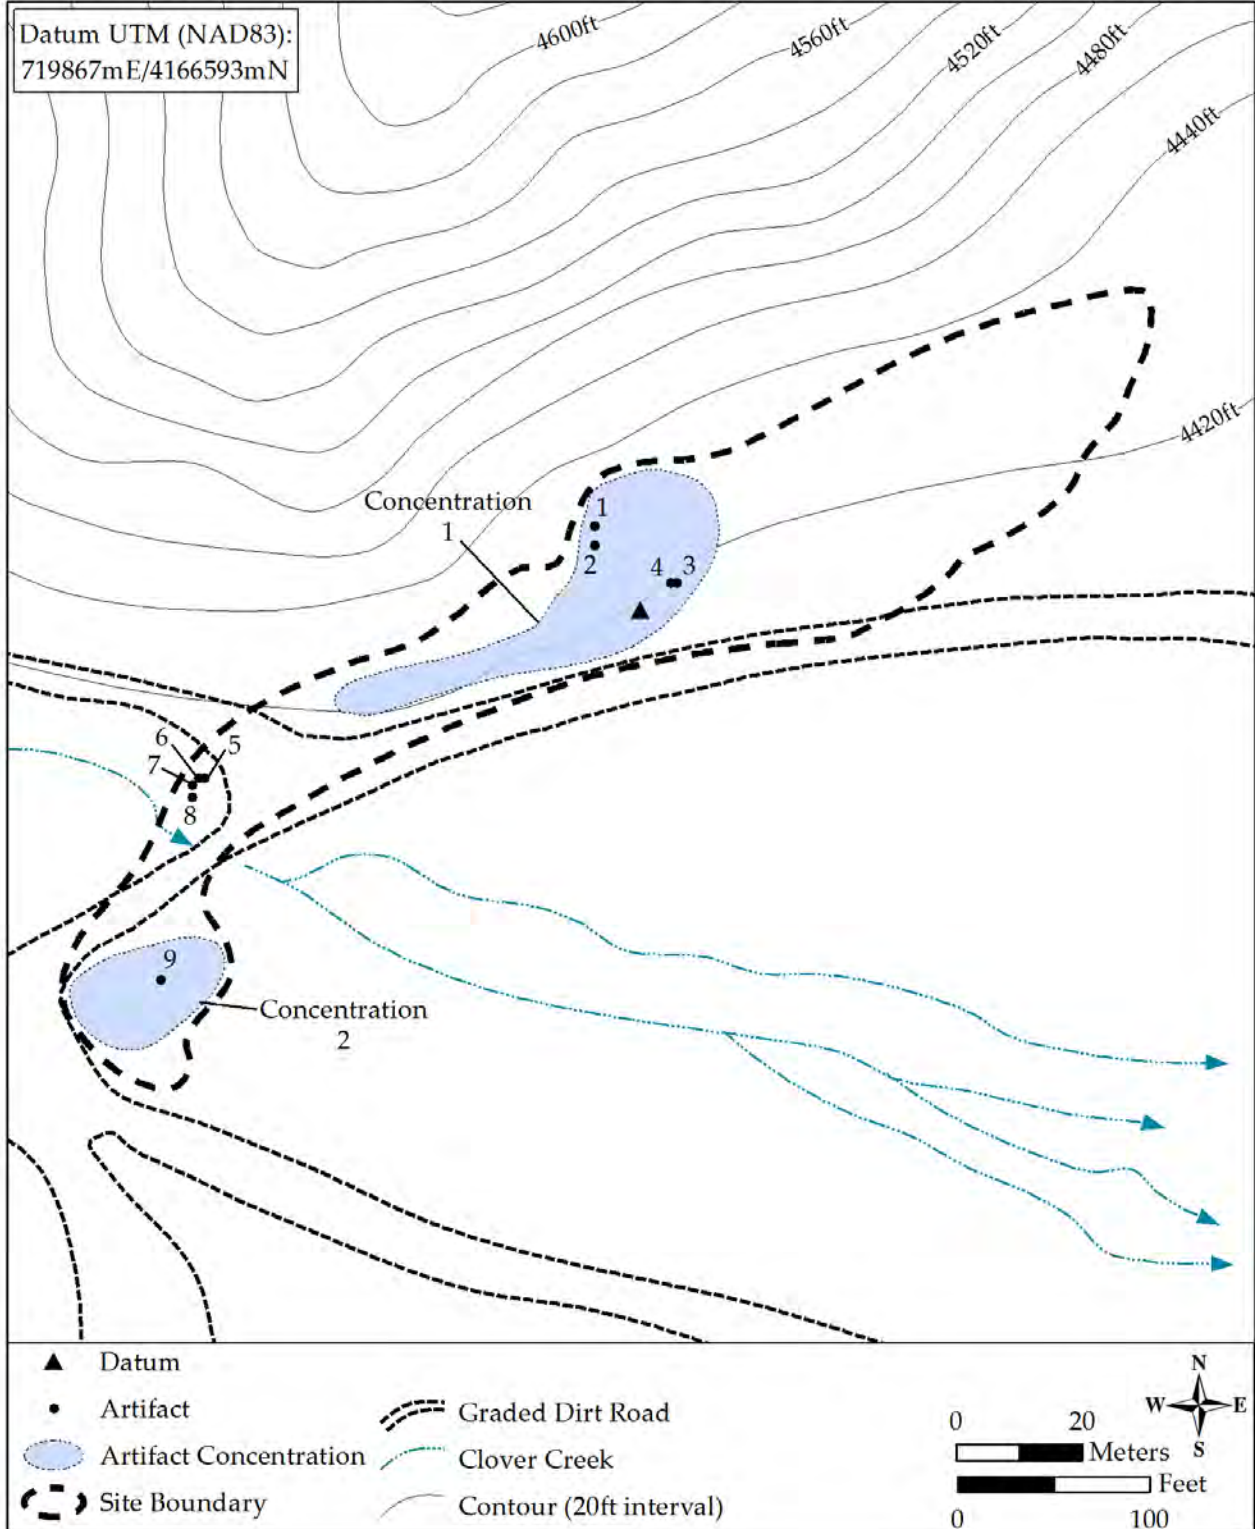 Datum UTM (NAD83):
719867mE/4166593mN
4600ft
4560ft
4520ft
4480ft
4440ft
4420ft
Concentration
1
1
2
4
3
6
5
7
8
9
Concentration
2
Datum
Artifact
Artifact Concentration
Site Boundary
Graded Dirt Road
Clover Creek
Contour (20ft interval)
N
W
E
S
0 20
Meters
Feet
0 100